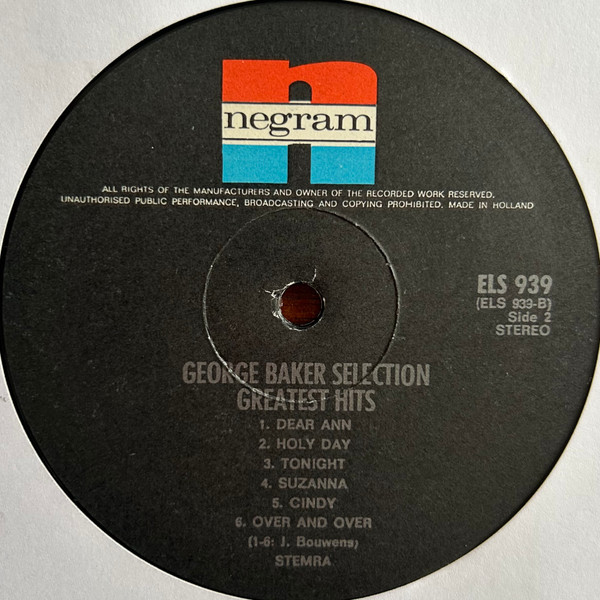 negram
ALL RIGHTS OF THE MANUFACTURERS AND OWNER OF THE RECORDED WORK RESERVED.
UNAUTHORISED PUBLIC PERFORMANCE, BROADCASTING AND COPYING PROHIBITED. MADE IN HOLLAND
ELS 939
(ELS 939-B)
Side 2
STEREO
GEORGE BAKER SELECTION
GREATEST HITS
1. DEAR ANN
2. HOLY DAY
3. TONIGHT
4. SUZANNA
5. CINDY
6. OVER AND OVER
(1-6: J. Bouwens)
STEMRA